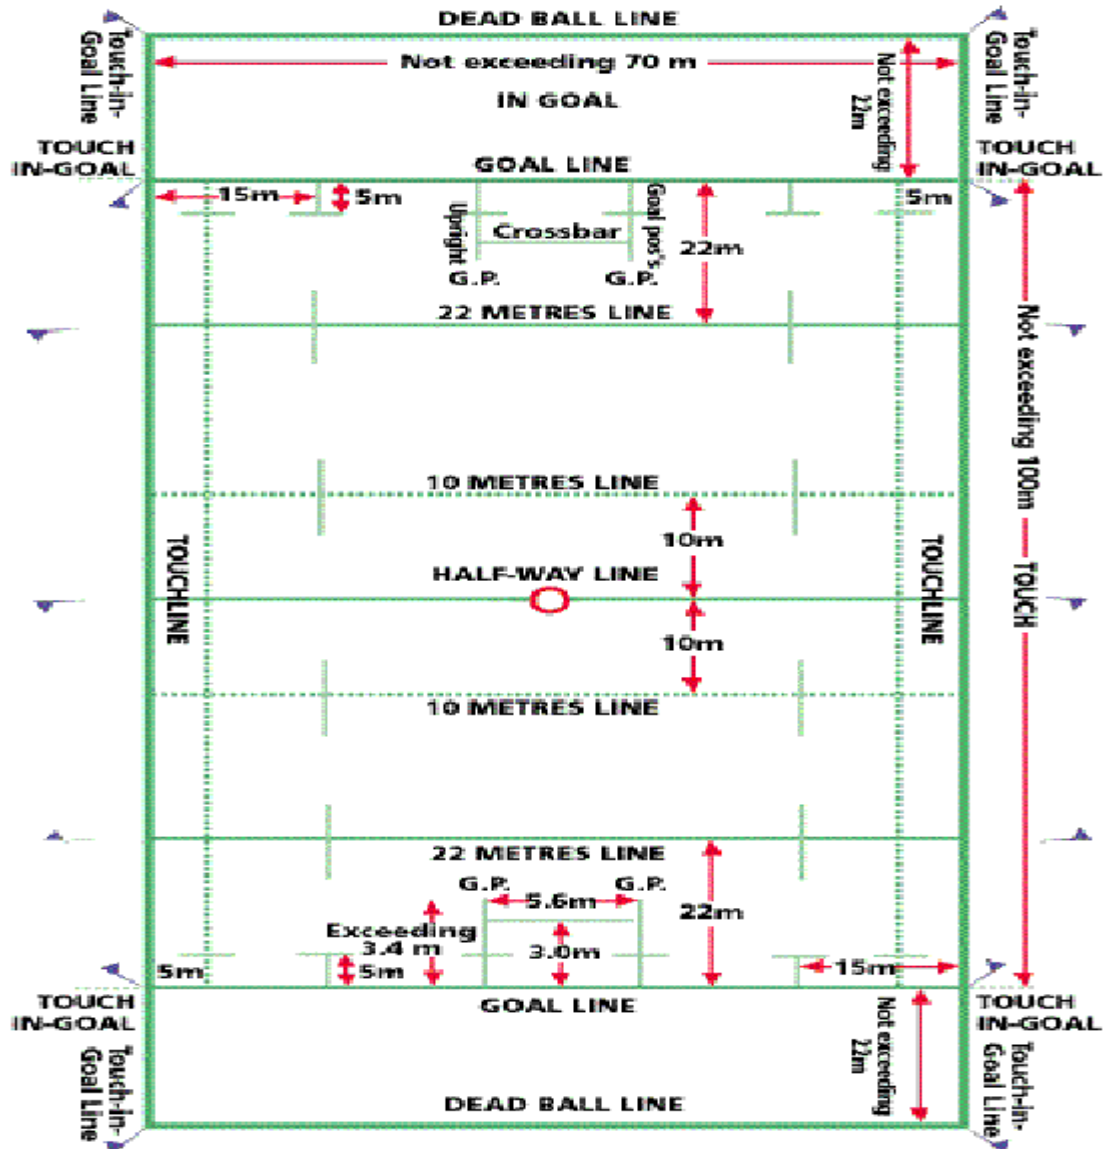 DEAD BALL LINE
Touch-in-
Goal Line
Not exceeding 70 m
Not exceeding
22m
Touch-in-
Goal Line
IN GOAL
TOUCH
IN-GOAL
GOAL LINE
TOUCH
IN-GOAL
15m
5m
Upright
Crossbar
Goal pos's
22m
5m
G.P.
G.P.
22 METRES LINE
Not exceeding 100m
10 METRES LINE
10m
TOUCHLINE
HALF-WAY LINE
TOUCHLINE
TOUCH
10m
10 METRES LINE
22 METRES LINE
G.P.
G.P.
5.6m
22m
Exceeding
3.4 m
3.0m
5m
5m
15m
TOUCH
IN-GOAL
GOAL LINE
Not exceeding
22m
TOUCH
IN-GOAL
Touch-in-
Goal Line
DEAD BALL LINE
Touch-in-
Goal Line